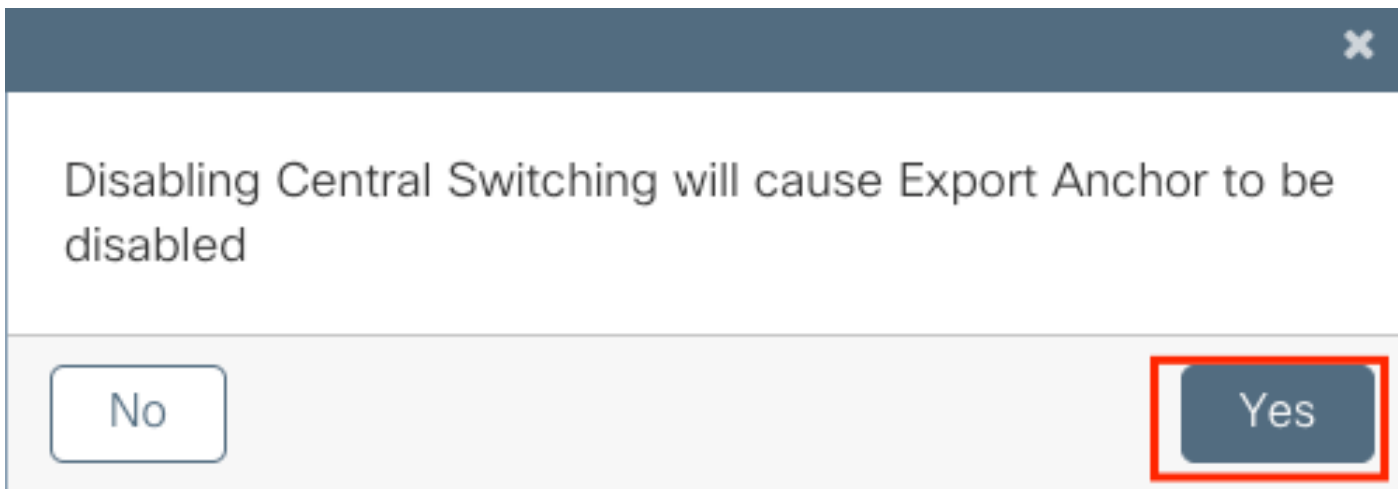 Disabling Central Switching will cause Export Anchor to be
disabled
No
Yes